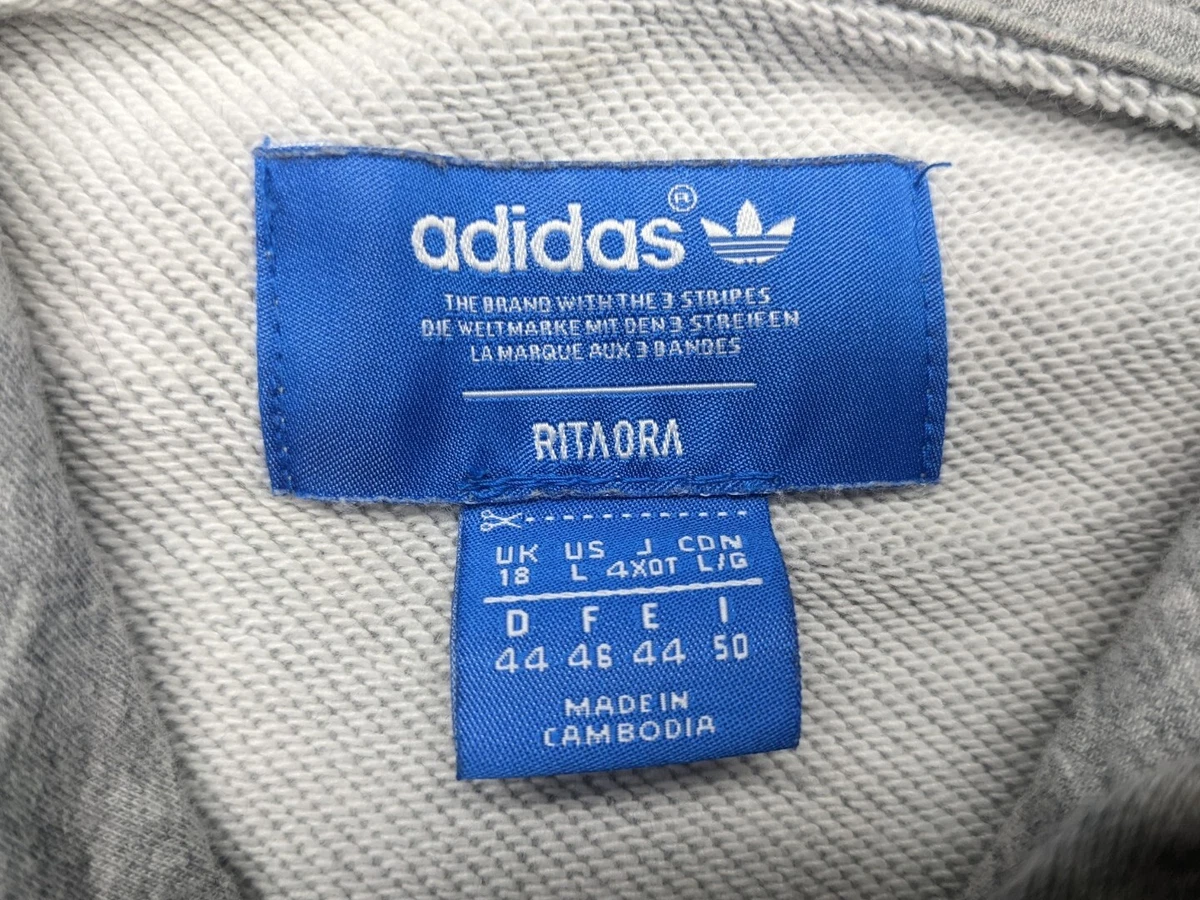 adidas®
THE BRAND WITH THE 3 STRIPES
DIE WELTMARKE MIT DEN 3 STREIFEN
LA MARQUE AUX 3 BANDES
RITA ORA
UK US J CDN
18 L 4XOT L/G
D F E I
44 46 44 50
MADE IN
CAMBODIA